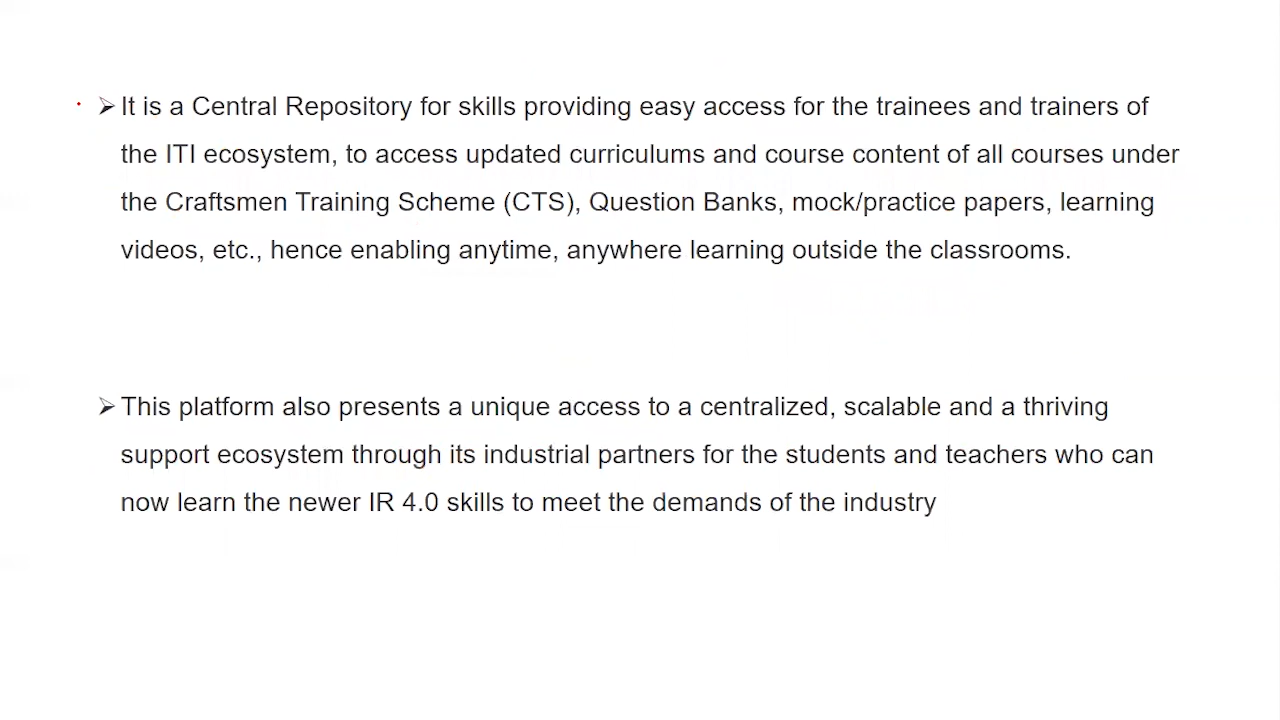 ➢ It is a Central Repository for skills providing easy access for the trainees and trainers of
the ITI ecosystem, to access updated curriculums and course content of all courses under
the Craftsmen Training Scheme (CTS), Question Banks, mock/practice papers, learning
videos, etc., hence enabling anytime, anywhere learning outside the classrooms.
➢ This platform also presents a unique access to a centralized, scalable and a thriving
support ecosystem through its industrial partners for the students and teachers who can
now learn the newer IR 4.0 skills to meet the demands of the industry